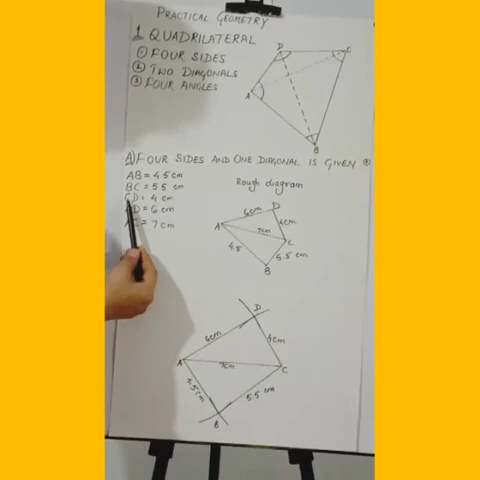 PRACTICAL GEOMETRY
1 QUADRILATERAL
① FOUR SIDES
② TWO DIAGONALS
③ FOUR ANGLES
D
C
A
B
A) FOUR SIDES AND ONE DIAGONAL IS GIVEN
AB = 4.5 cm
BC = 5.5 cm
CD = 4 cm
D = 6 cm
= 7 cm
Rough diagram
6cm
D
4cm
A
7cm
C
4.5
5.5 cm
B
D
6cm
4cm
A
7cm
C
4.5 cm
5.5 cm
B